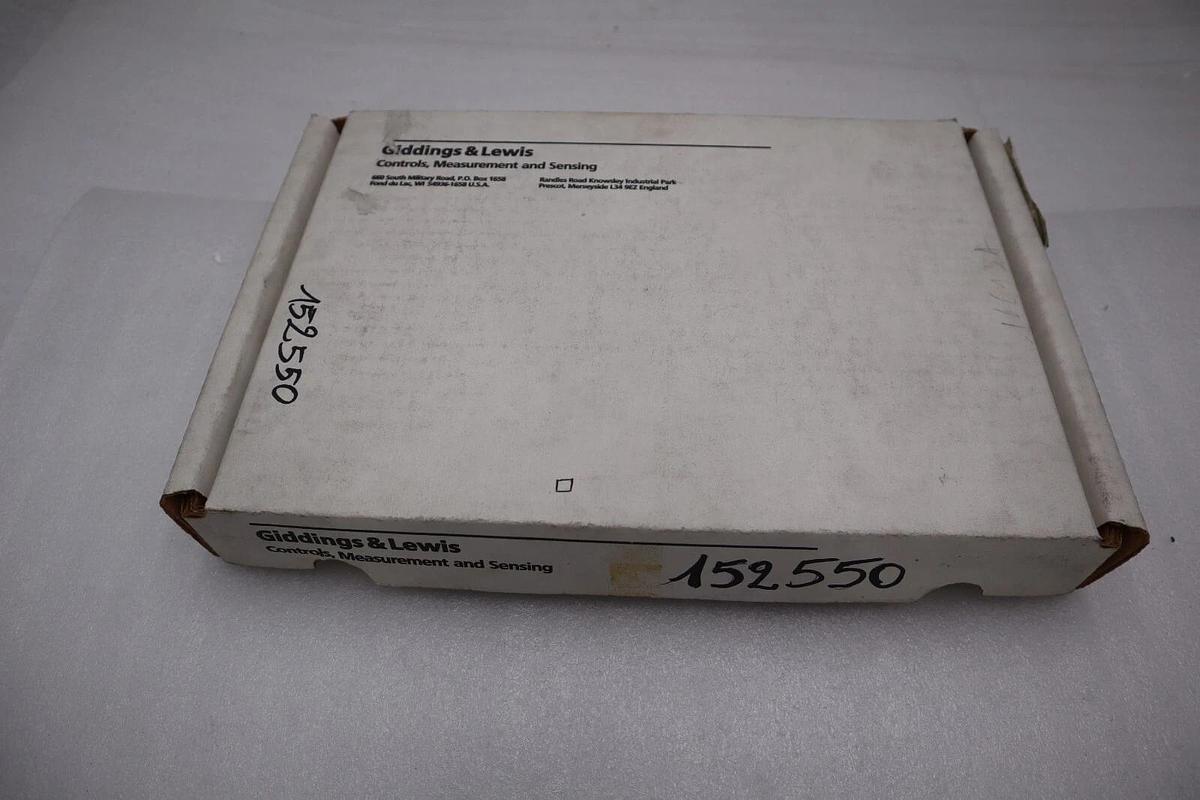 Giddings & Lewis
Controls, Measurement and Sensing
660 South Military Road, P.O. Box 1658
Fond du Lac, WI 54936-1658 U.S.A.
Randles Road Knowsley Industrial Park
Prescot, Merseyside L34 9EZ England
152550
Giddings & Lewis
Controls, Measurement and Sensing
152550